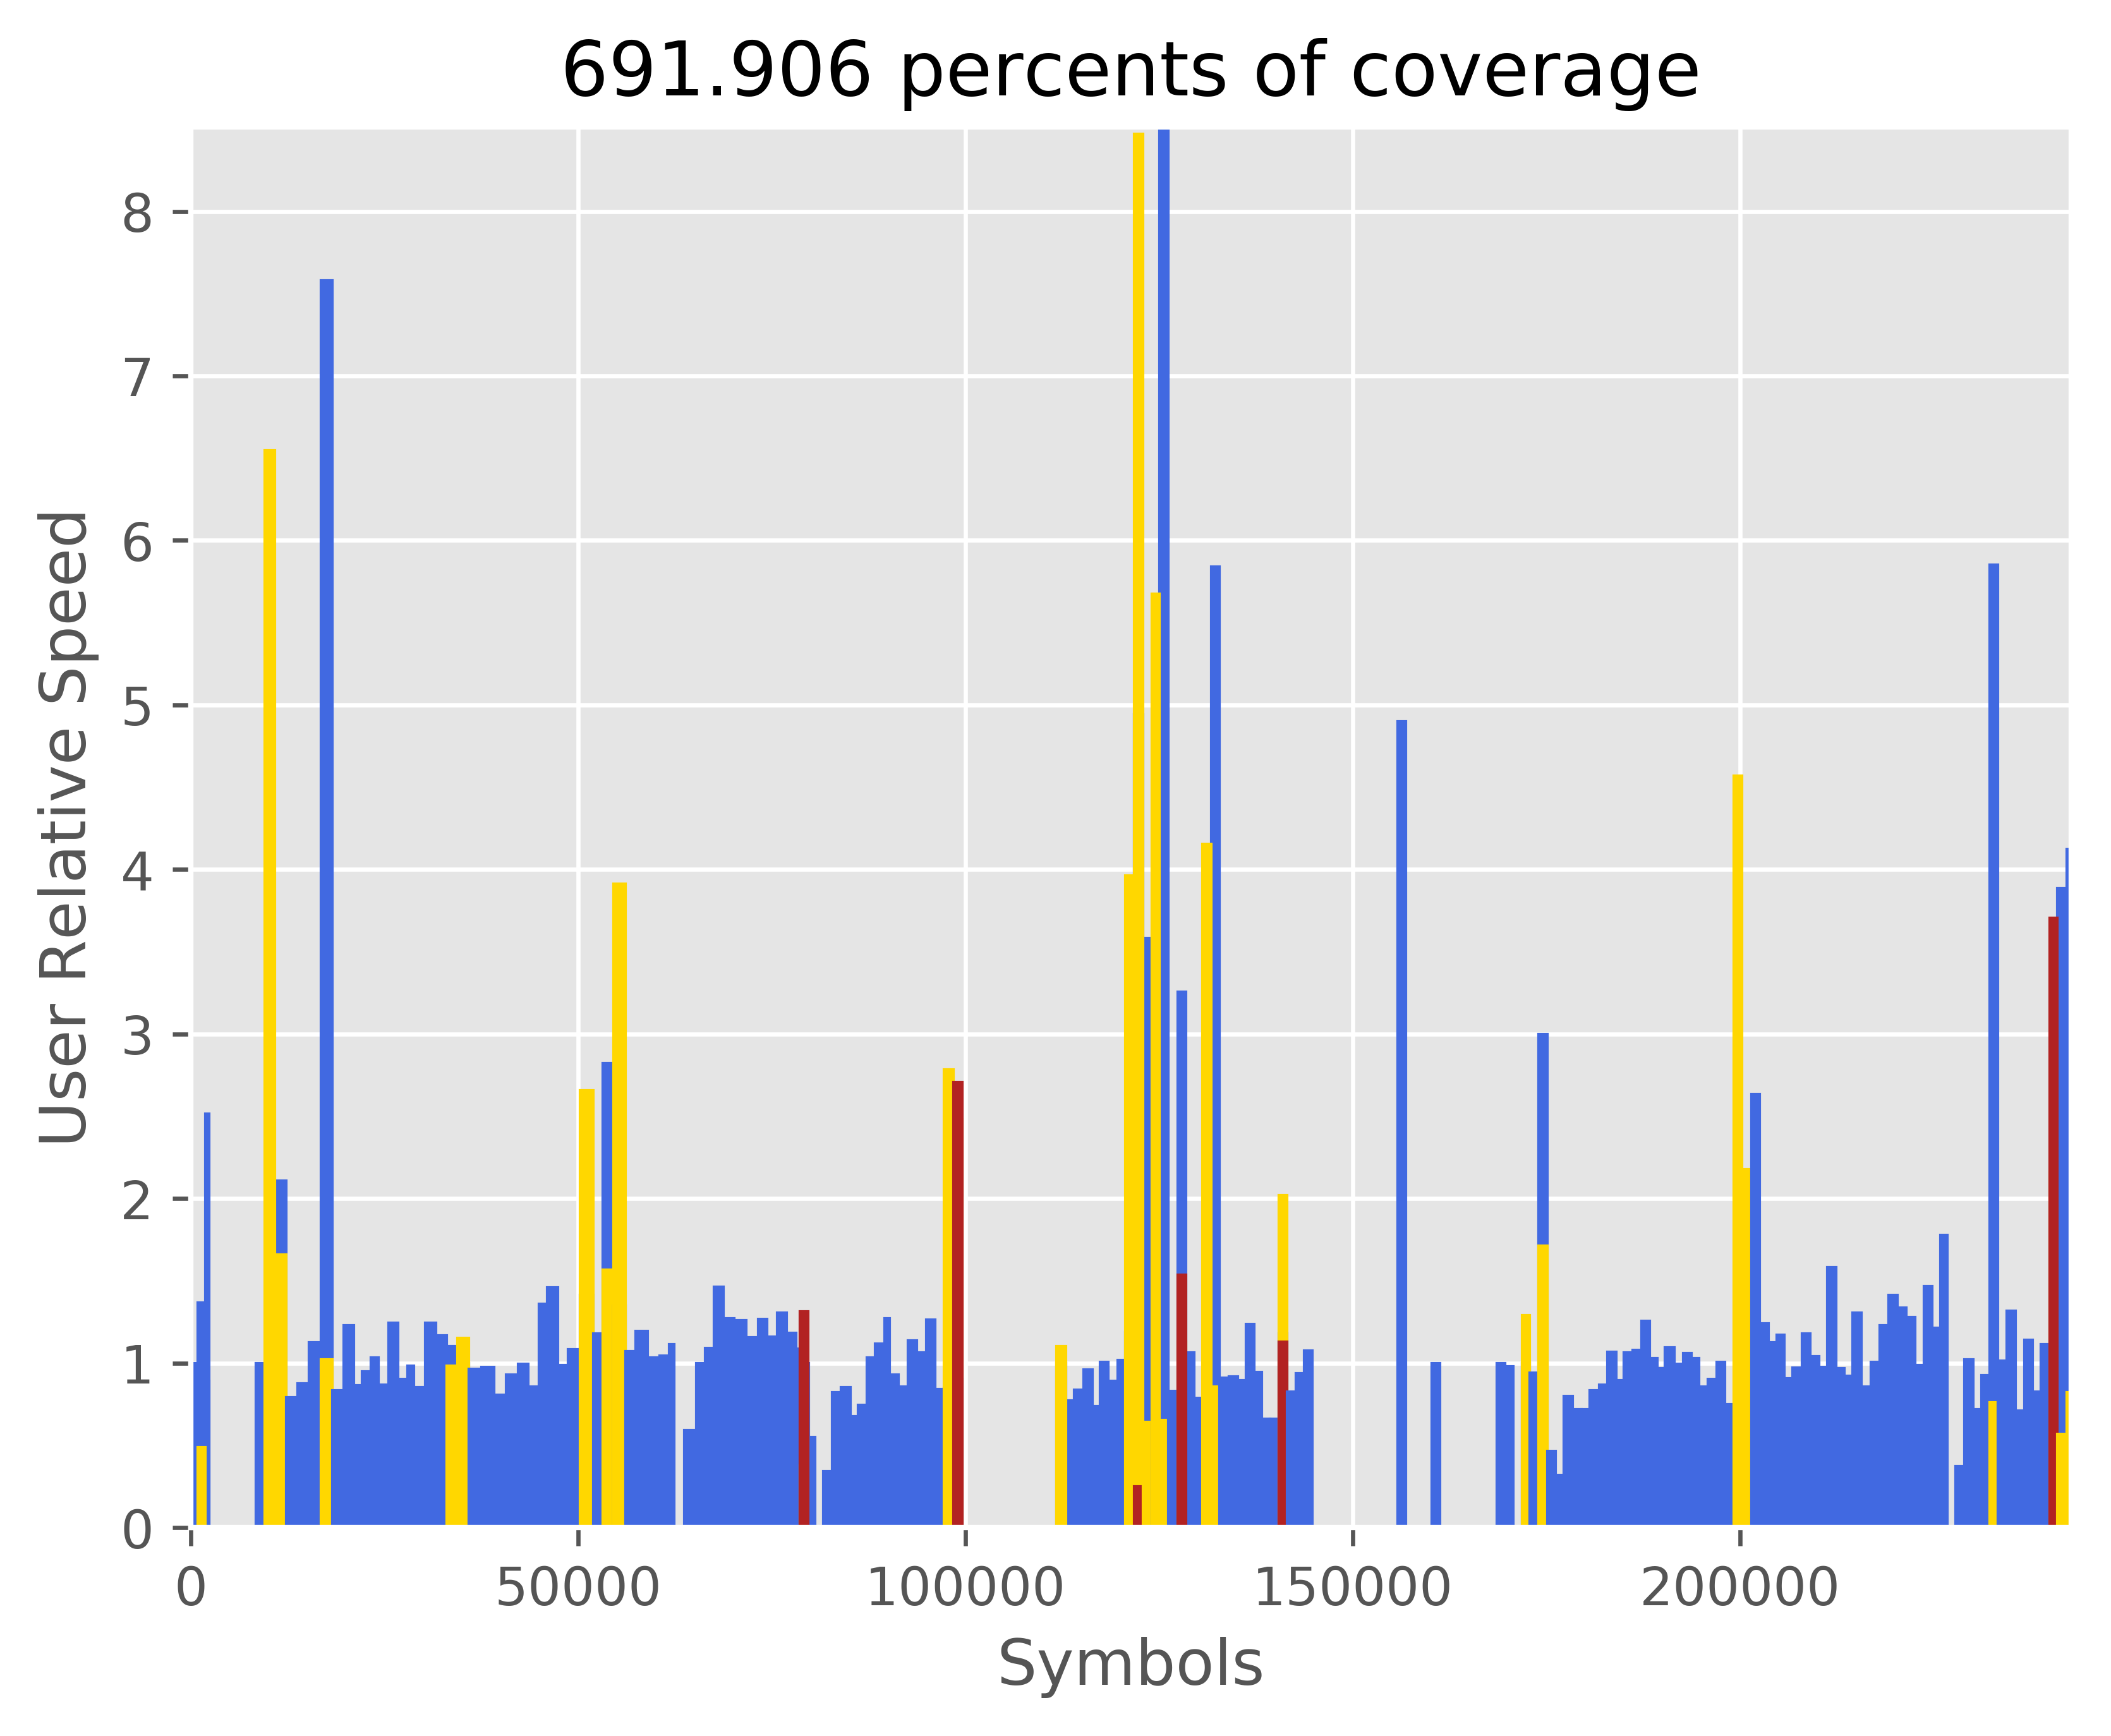 691.906 percents of coverage
User Relative Speed
8
7
6
5
4
3
2
1
0
0 50000 100000 150000 200000
Symbols